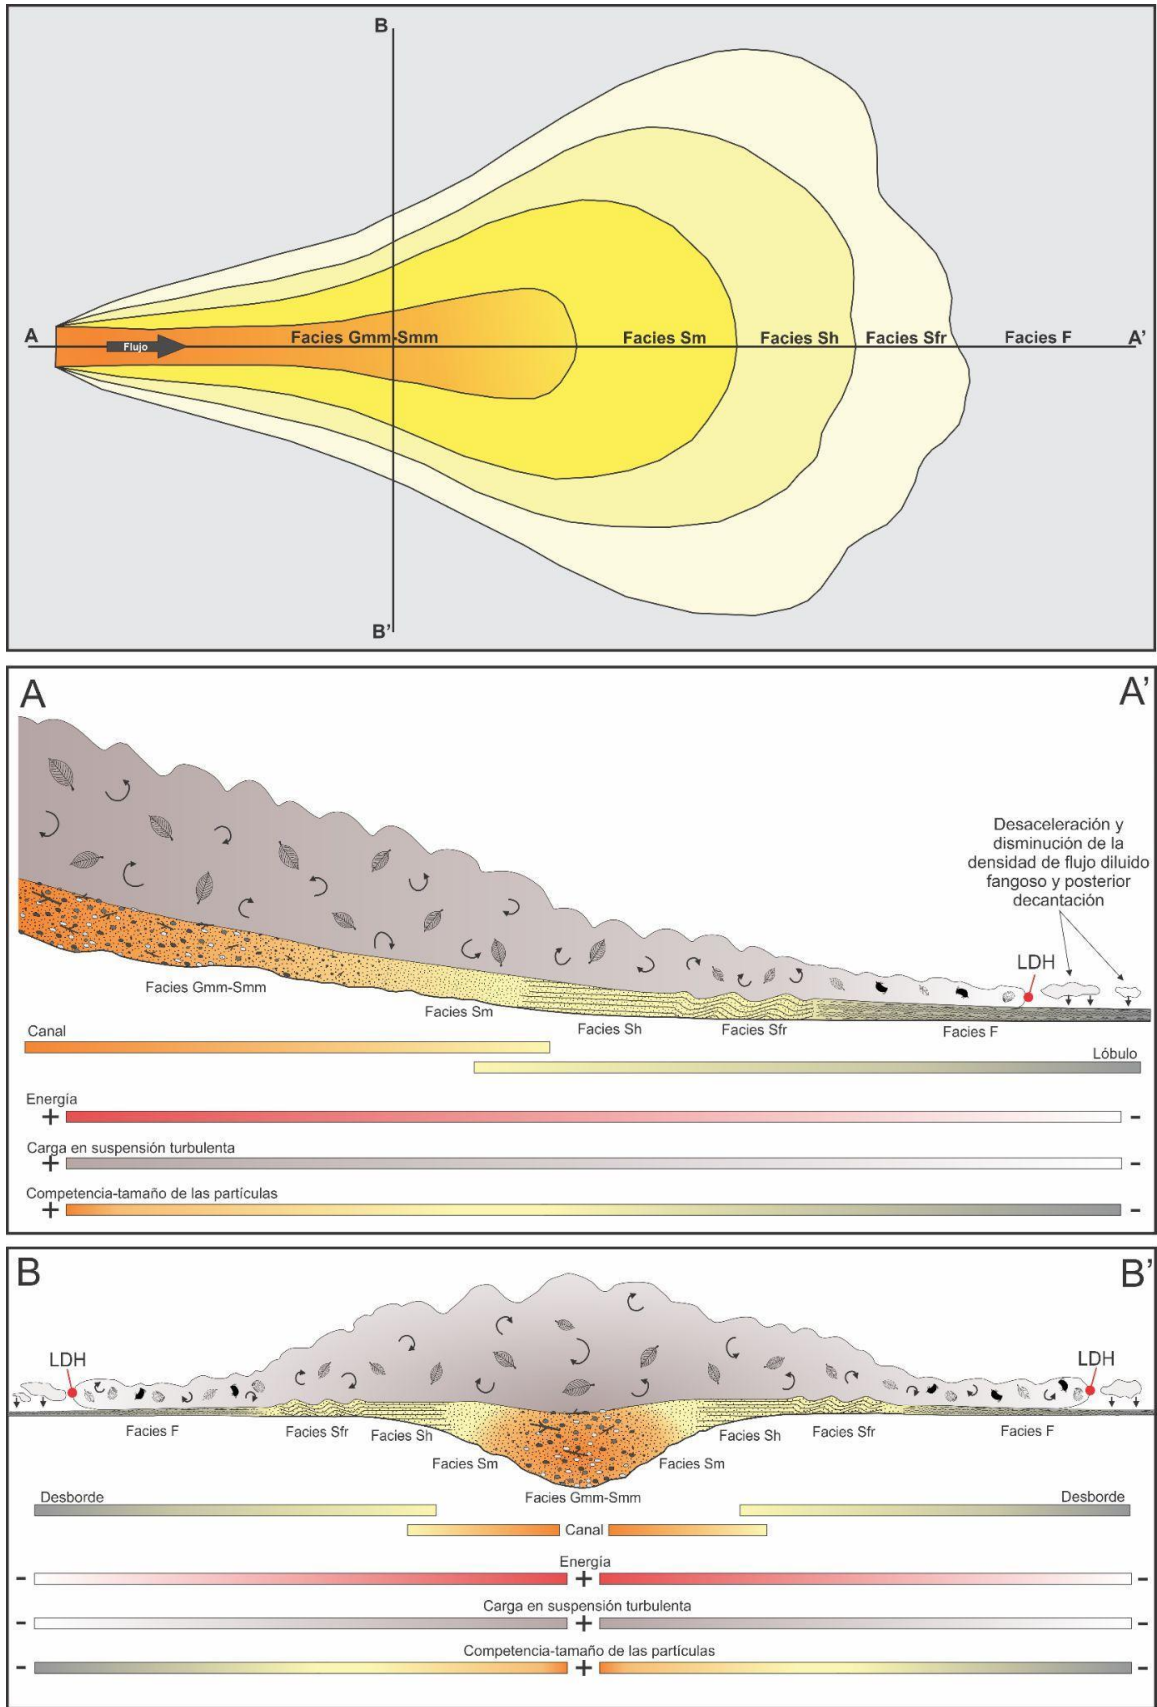 B
A
Flujo
Facies Gmm-Smm
Facies Sm
Facies Sh
Facies Sfr
Facies F
A'
B'
A
A'
Desaceleración y
disminución de la
densidad de flujo diluido
fangoso y posterior
decantación
LDH
Facies Gmm-Smm
Facies Sm
Facies Sh
Facies Sfr
Facies F
Canal
Lóbulo
Energía
+ -
Carga en suspensión turbulenta
+ -
Competencia-tamaño de las partículas
+ -
B
B'
LDH
LDH
Facies F
Facies Sfr
Facies Sh
Facies Sm
Facies Gmm-Smm
Facies Sm
Facies Sh
Facies Sfr
Facies F
Desborde
Desborde
Canal
Energía
- + -
Carga en suspensión turbulenta
- + -
Competencia-tamaño de las partículas
- + -